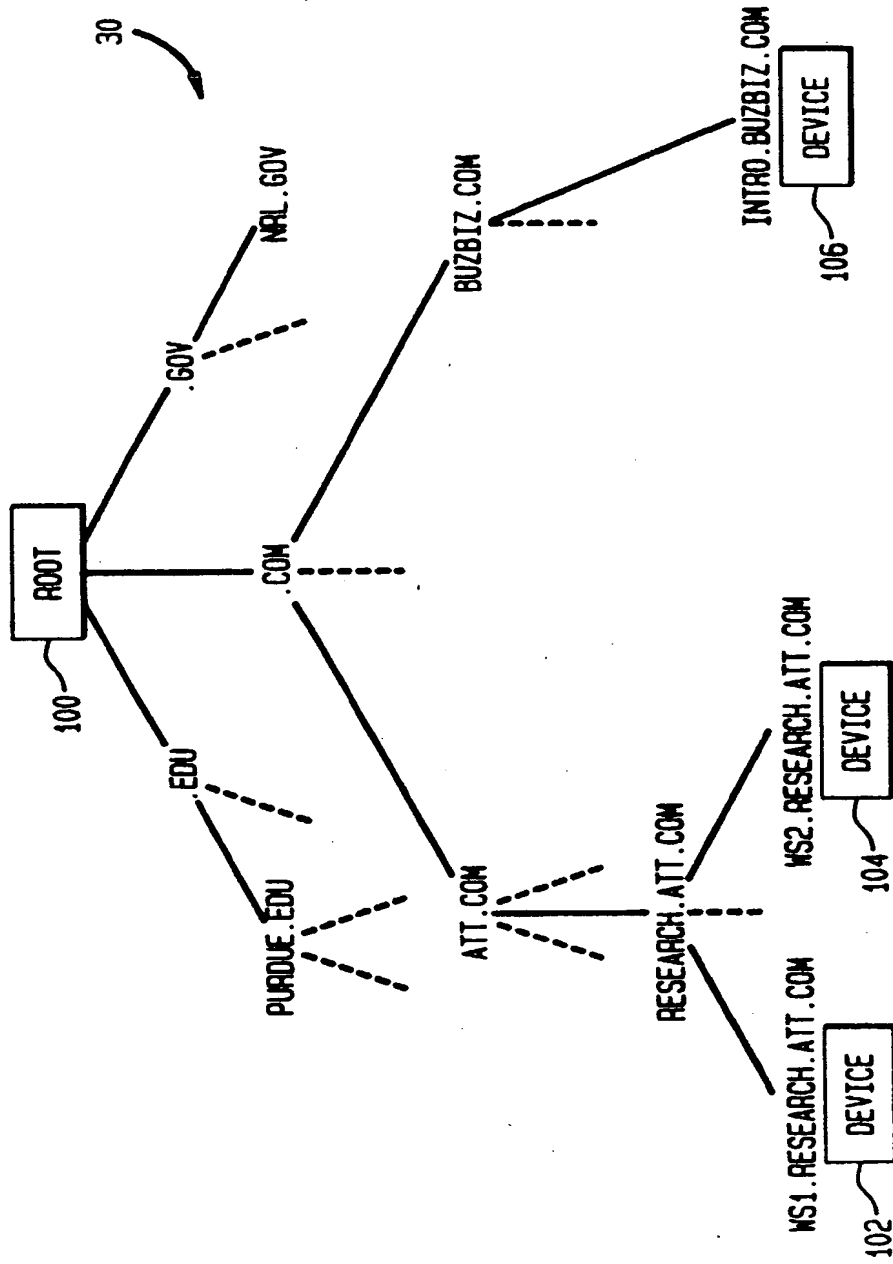 30
ROOT
100
.EDU
.GOV
PURDUE.EDU
NRL.GOV
.COM
ATT.COM
BUZBIZ.COM
RESEARCH.ATT.COM
WS1.RESEARCH.ATT.COM
DEVICE
102
WS2.RESEARCH.ATT.COM
DEVICE
104
INTRO.BUZBIZ.COM
DEVICE
106